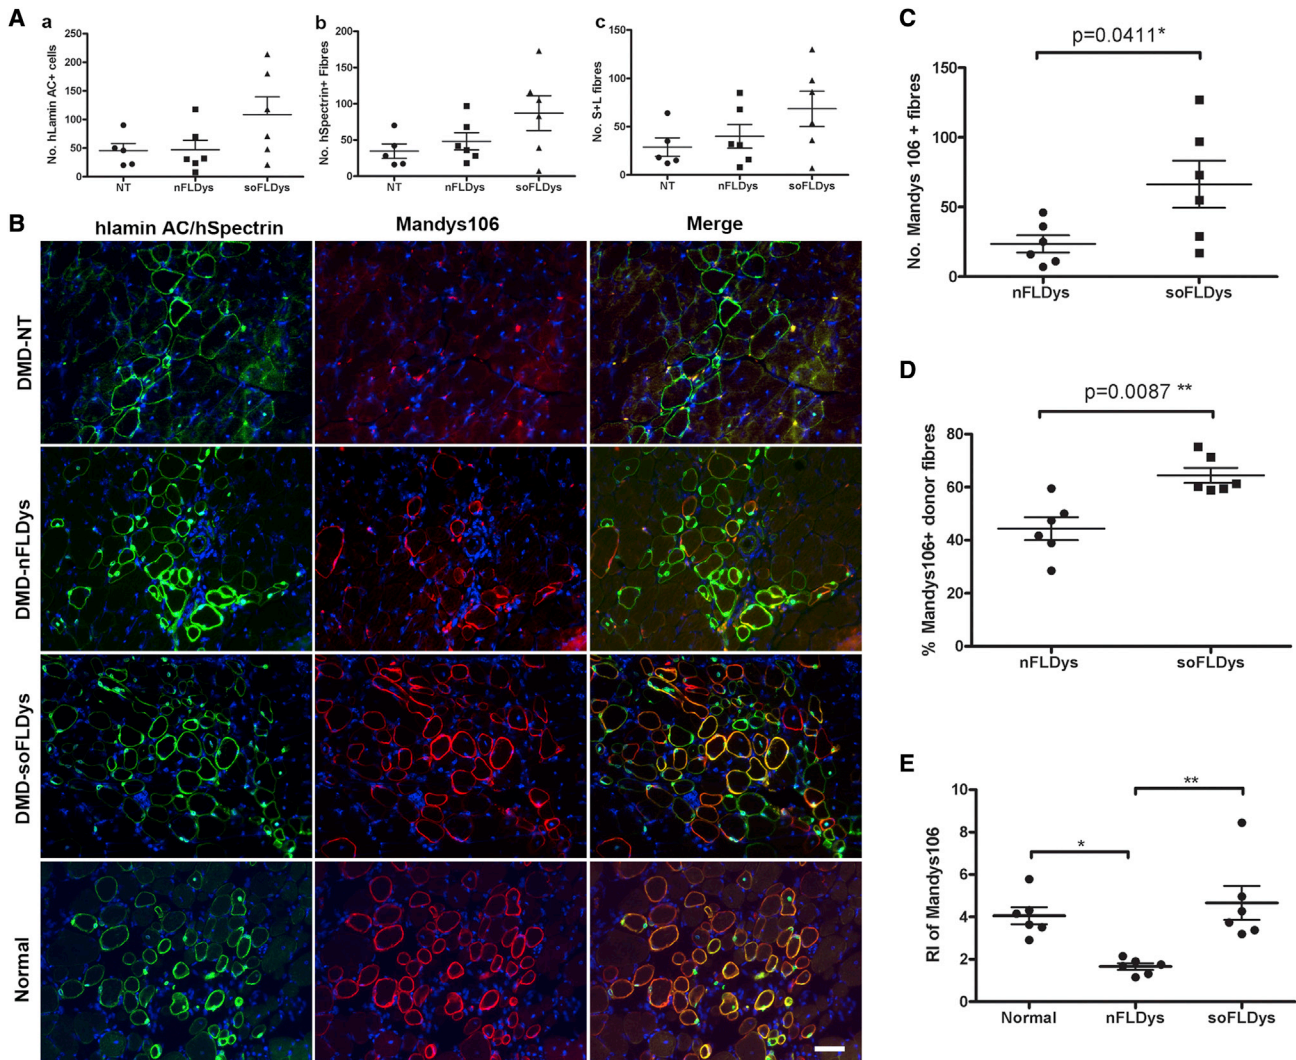 A
a
No. hLamin AC+ cells
250
200
150
100
50
0
NT nFLDys soFLDys
b
No. hSpectrin+ Fibres
200
150
100
50
0
NT nFLDys soFLDys
c
No. S+L fibres
150
100
50
0
NT nFLDys soFLDys
B
hlamin AC/hSpectrin Mandys106 Merge
DMD-NT
DMD-nFLDys
DMD-soFLDys
Normal
C
p=0.0411*
No. Mandys 106 + fibres
150
100
50
0
nFLDys soFLDys
D
p=0.0087 **
% Mandys106+ donor fibres
80
60
40
20
0
nFLDys soFLDys
E
RI of Mandys106
10
8
6
4
2
0
*
**
Normal nFLDys soFLDys